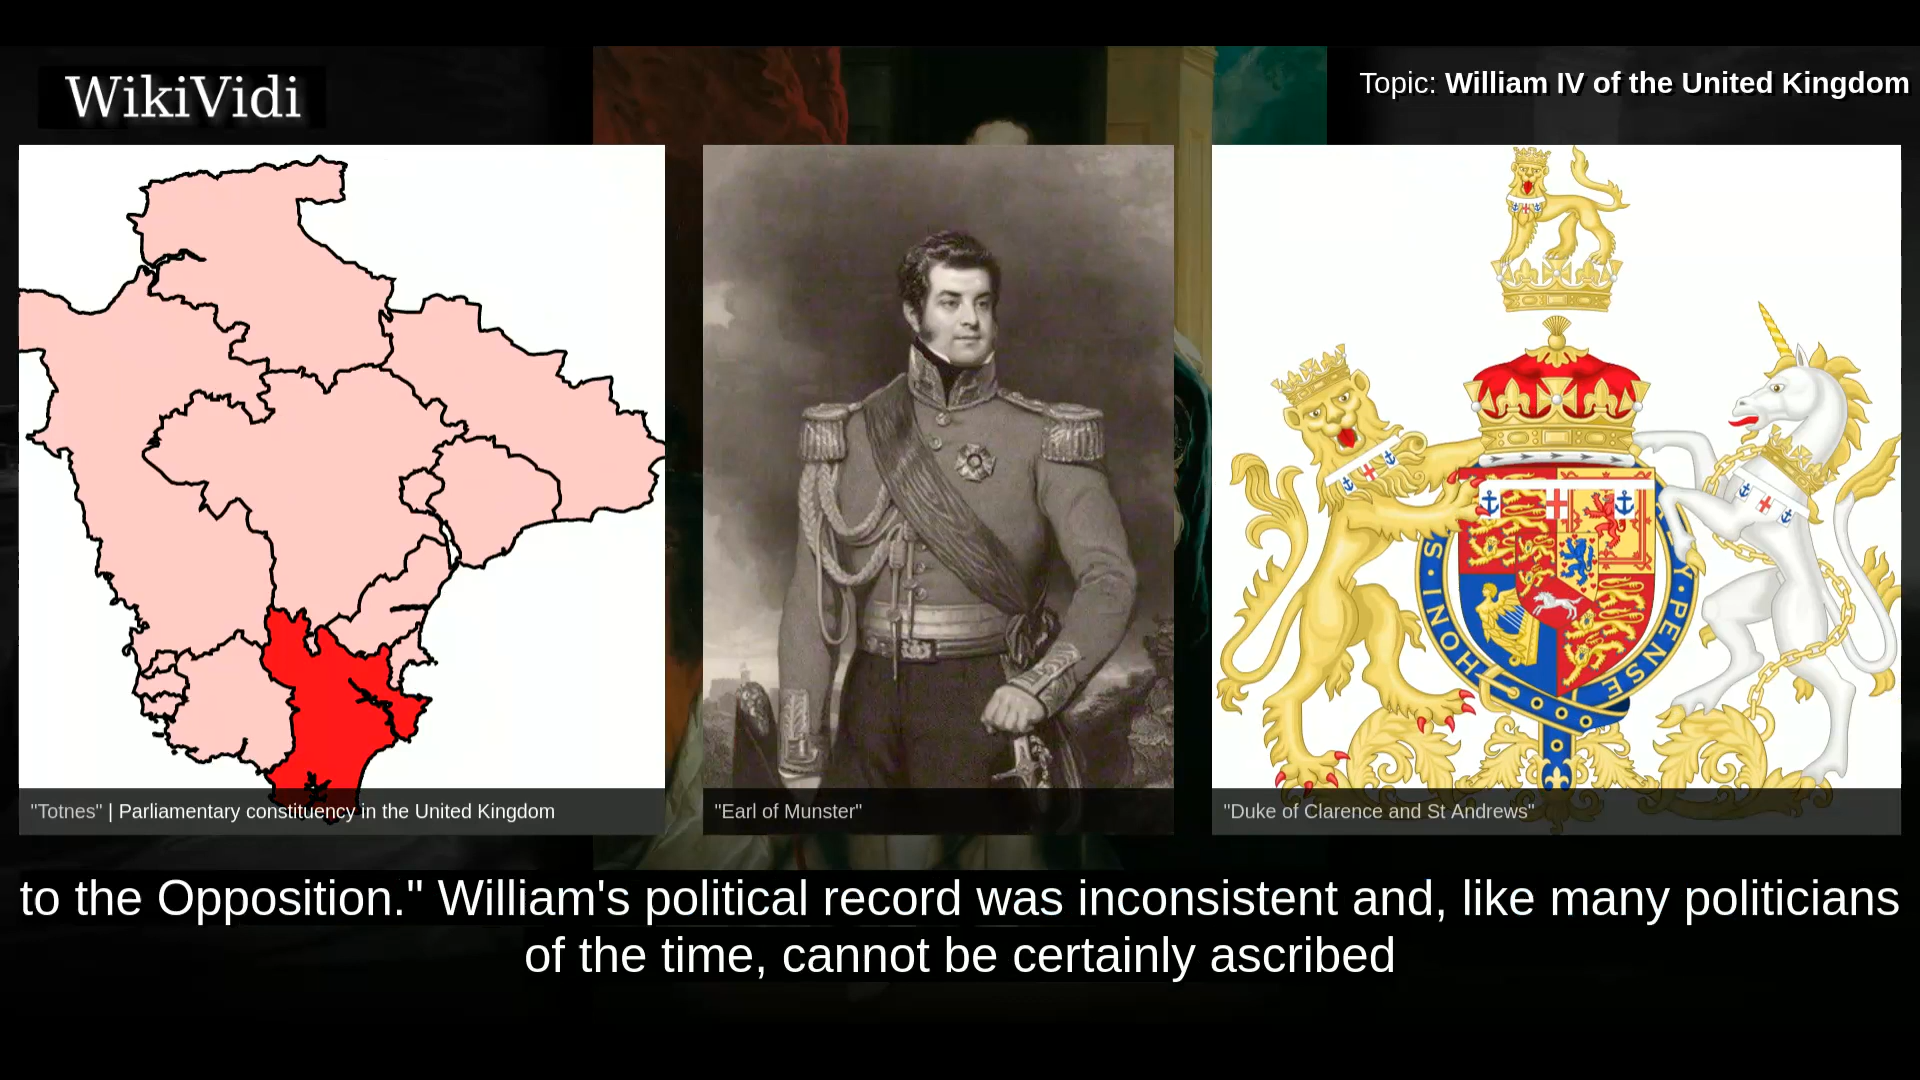 WikiVidi
Topic: William IV of the United Kingdom
S·INOH
Y·PENSE
"Totnes" | Parliamentary constituency in the United Kingdom
"Earl of Munster"
"Duke of Clarence and St Andrews"
to the Opposition." William's political record was inconsistent and, like many politicians
of the time, cannot be certainly ascribed